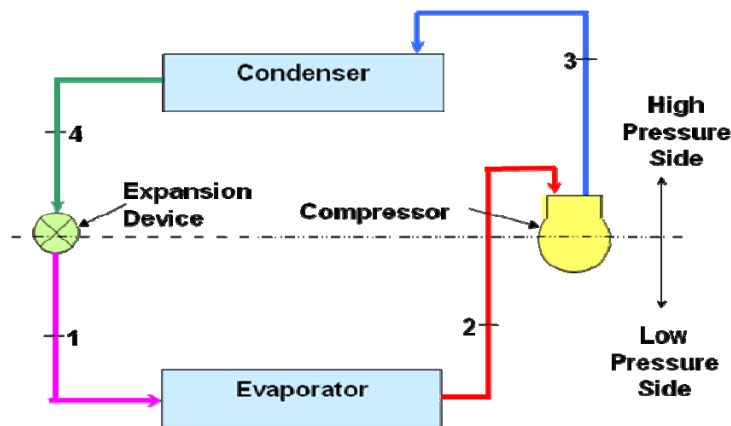 Condenser
3
High
Pressure
Side
4
Expansion
Device
Compressor
1
2
Low
Pressure
Side
Evaporator